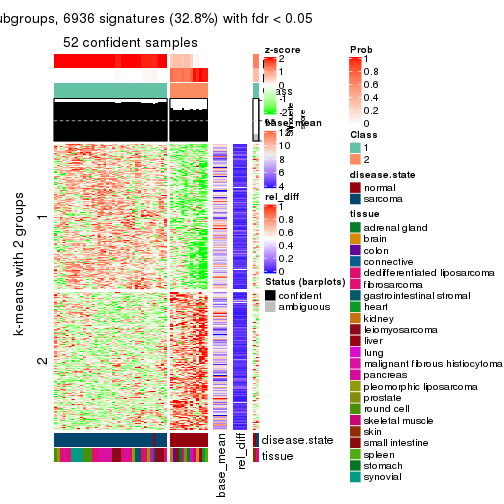 ubgroups, 6936 signatures (32.8%) with fdr < 0.05
52 confident samples
k-means with 2 groups
1
2
base_mean
rel_diff
disease.state
tissue
z-score
2
1
0
-1
-2
Class
Silhouette
score
base_mean
12
10
8
6
4
rel_diff
1
0.8
0.6
0.4
0.2
0
Status (barplots)
confident
ambiguous
Prob
1
0.8
0.6
0.4
0.2
0
Class
1
2
disease.state
normal
sarcoma
tissue
adrenal gland
brain
colon
connective
dedifferentiated liposarcoma
fibrosarcoma
gastrointestinal stromal
heart
kidney
leiomyosarcoma
liver
lung
malignant fibrous histiocytoma
pancreas
pleomorphic liposarcoma
prostate
round cell
skeletal muscle
skin
small intestine
spleen
stomach
synovial